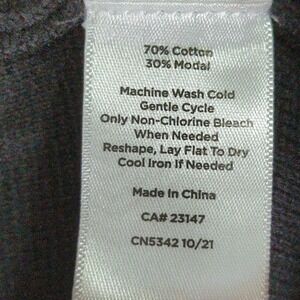 70% Cotton
30% Modal
Machine Wash Cold
Gentle Cycle
Only Non-Chlorine Bleach
When Needed
Reshape, Lay Flat To Dry
Cool Iron If Needed
Made In China
CA# 23147
CN5342 10/21